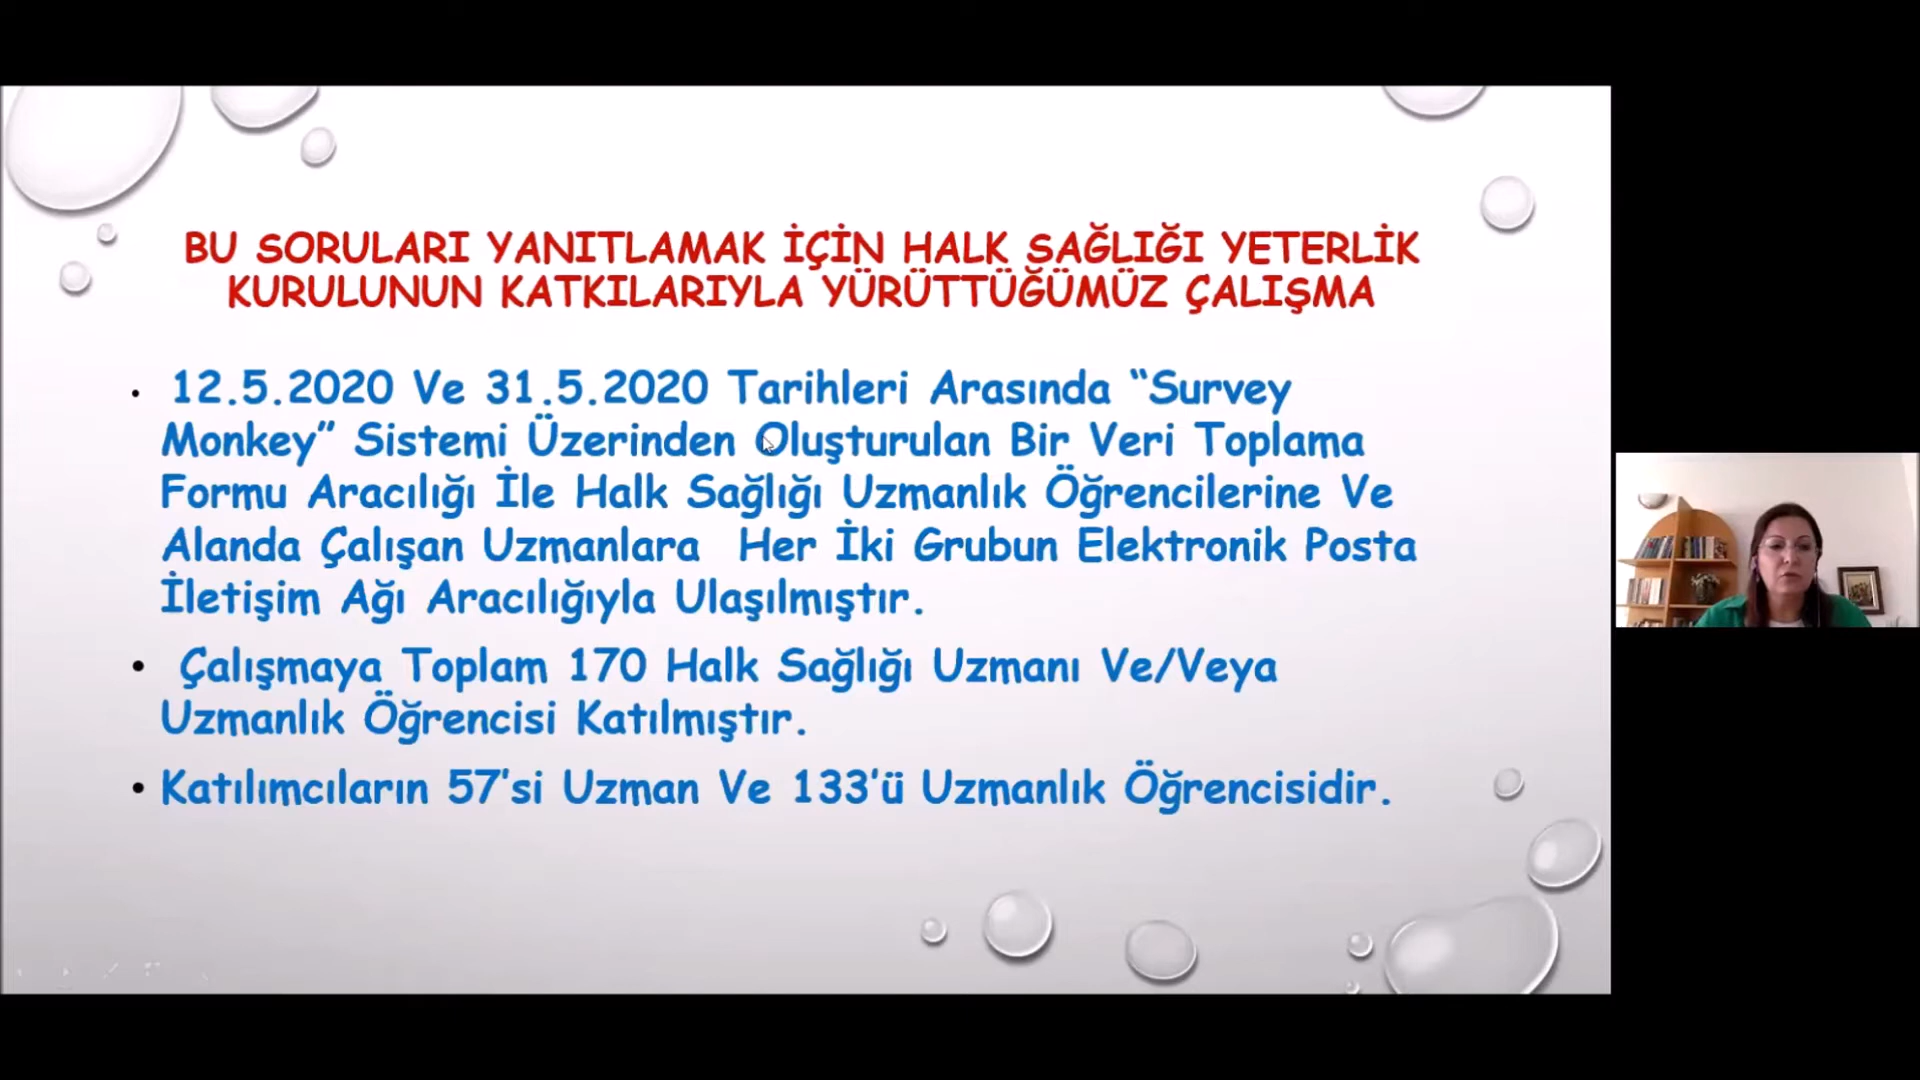 BU SORULARI YANITLAMAK İÇİN HALK SAĞLIĞI YETERLİK
KURULUNUN KATKILARIYLA YÜRÜTTÜĞÜMÜZ ÇALIŞMA
• 12.5.2020 Ve 31.5.2020 Tarihleri Arasında “Survey
Monkey” Sistemi Üzerinden Oluşturulan Bir Veri Toplama
Formu Aracılığı İle Halk Sağlığı Uzmanlık Öğrencilerine Ve
Alanda Çalışan Uzmanlara Her İki Grubun Elektronik Posta
İletişim Ağı Aracılığıyla Ulaşılmıştır.
• Çalışmaya Toplam 170 Halk Sağlığı Uzmanı Ve/Veya
Uzmanlık Öğrencisi Katılmıştır.
• Katılımcıların 57’si Uzman Ve 133’ü Uzmanlık Öğrencisidir.